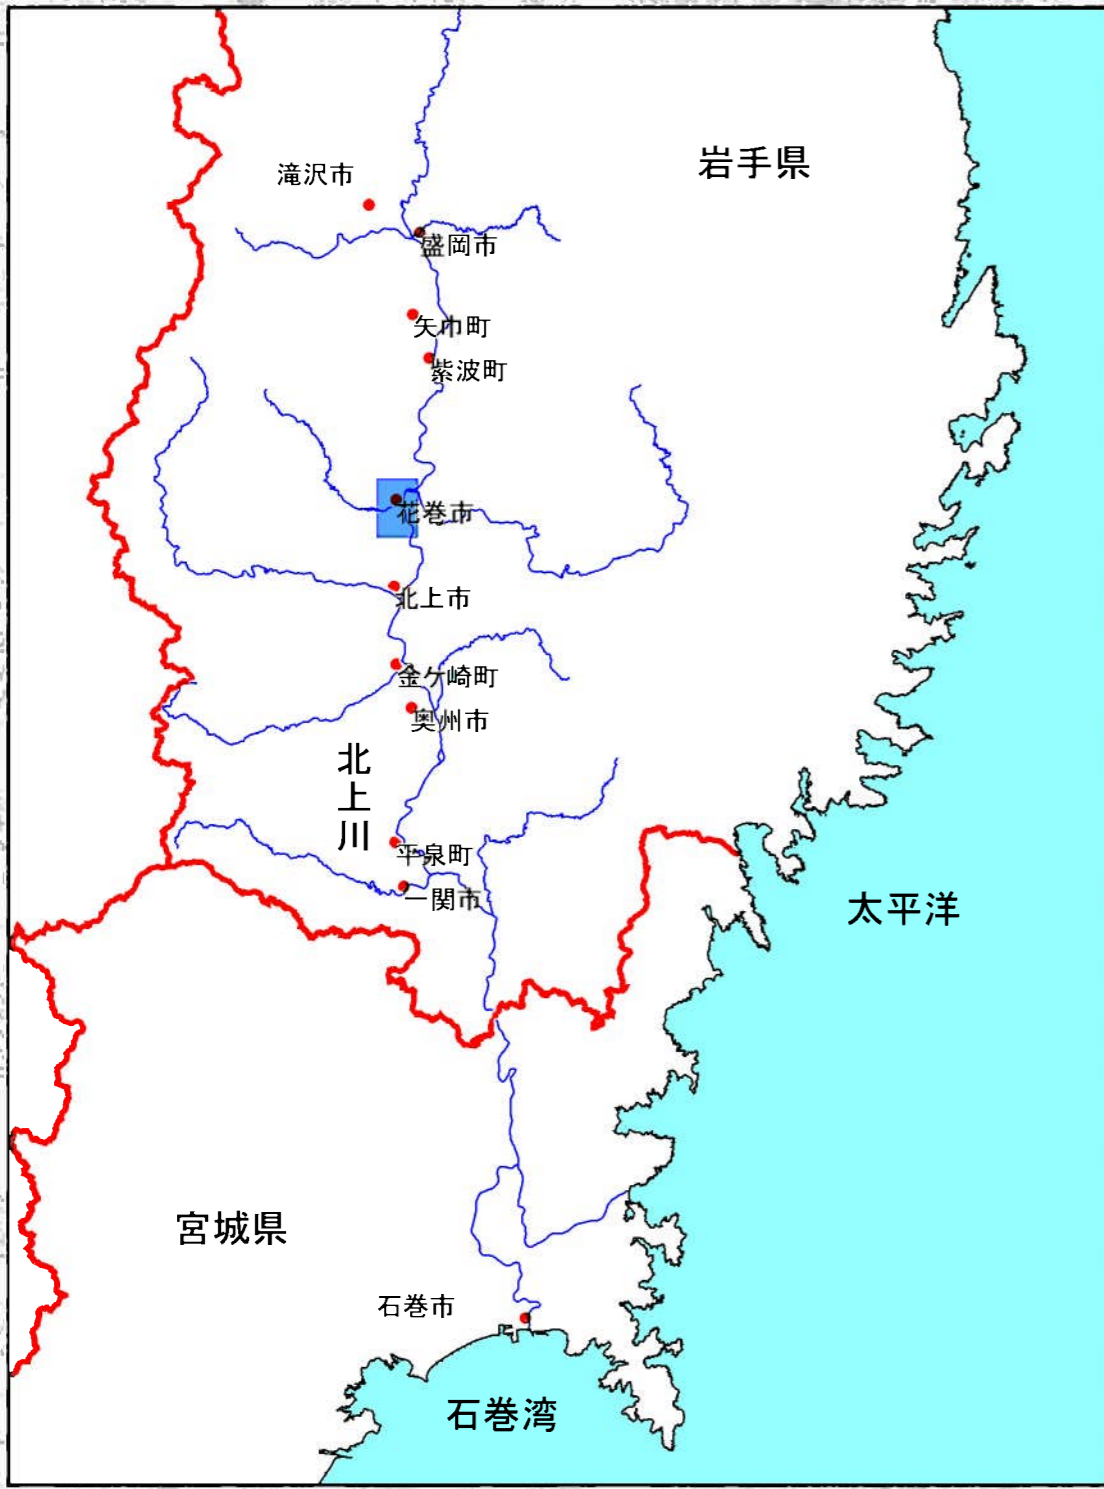 岩手県
滝沢市
盛岡市
矢巾町
紫波町
花巻市
北上市
金ケ崎町
奥州市
北上川
平泉町
一関市
太平洋
宮城県
石巻市
石巻湾